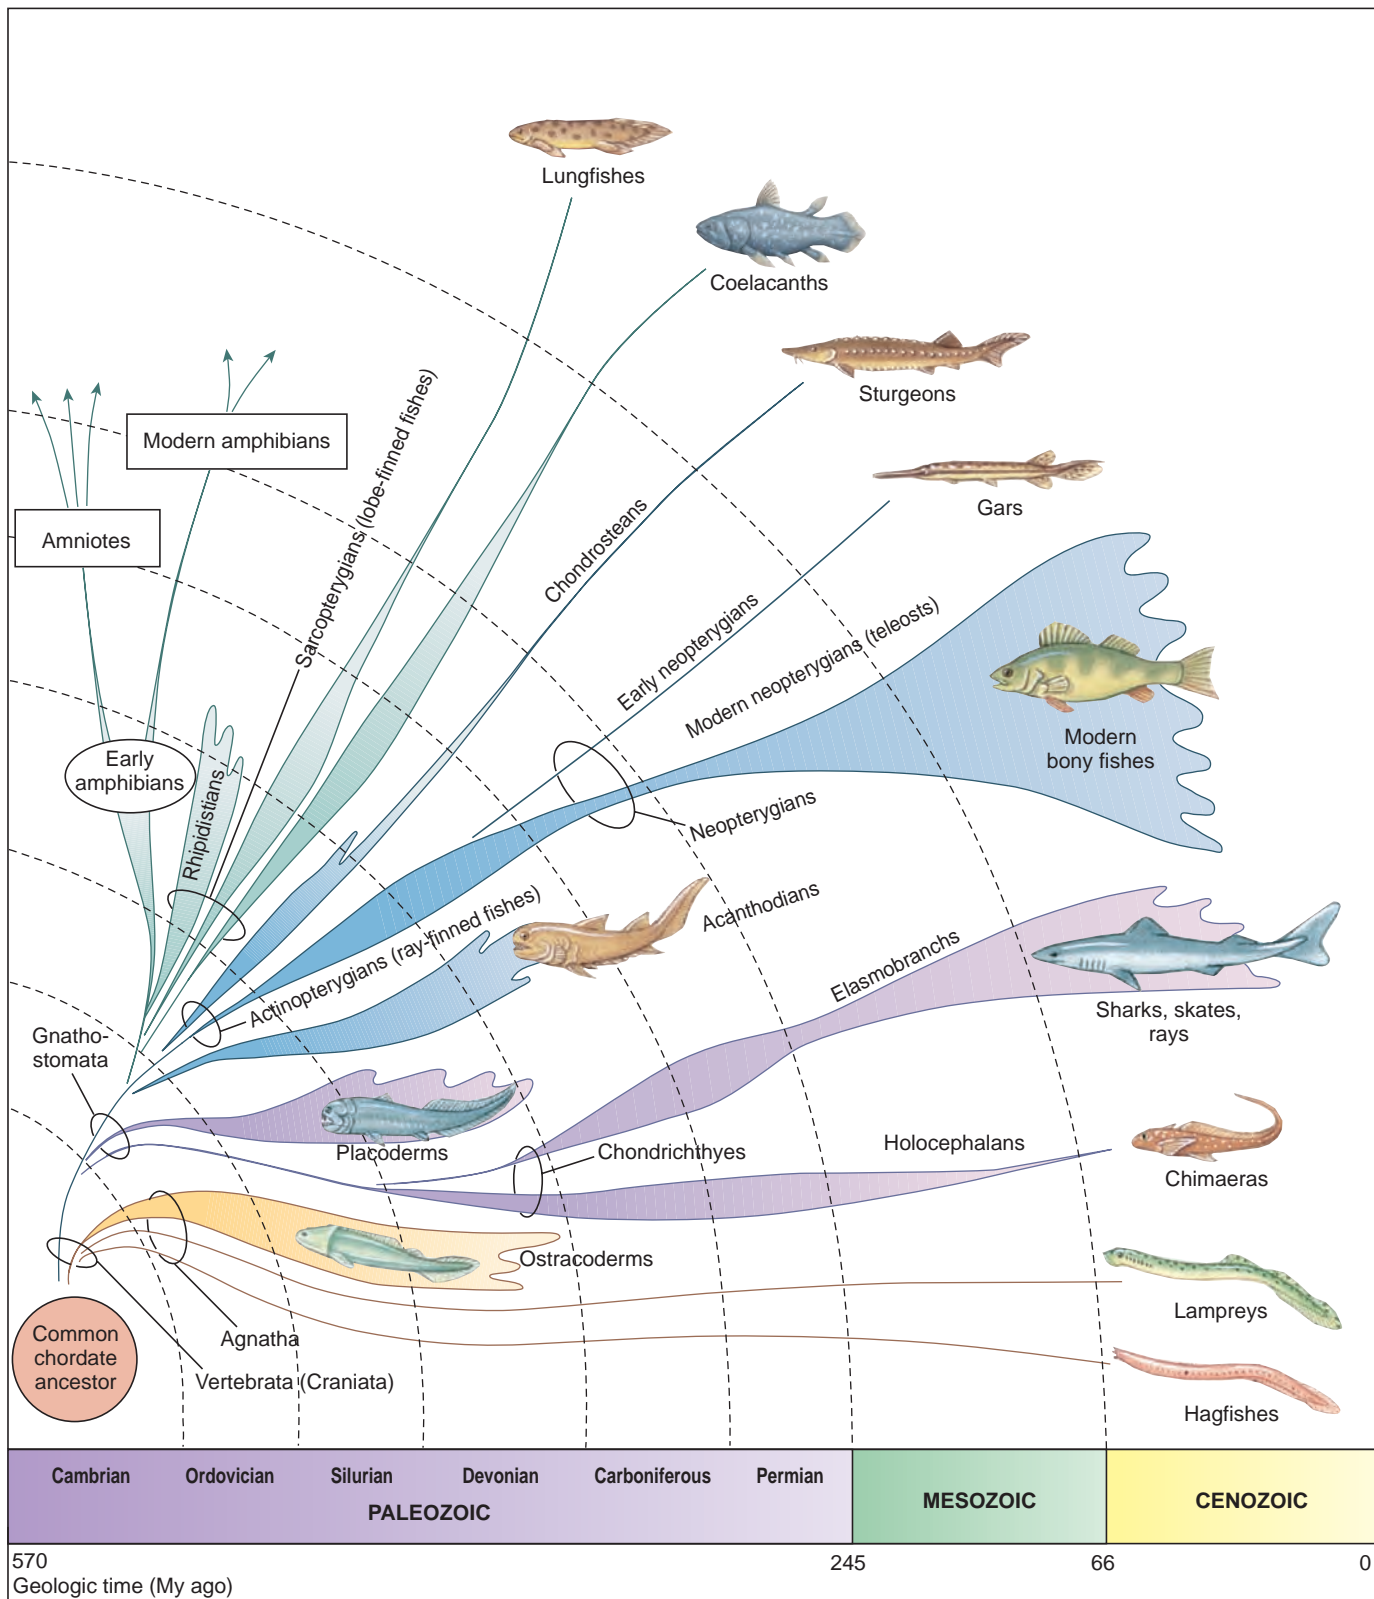 Lungfishes
Coelacanths
Sturgeons
Gars
Modern amphibians
Amniotes
Sarcopterygians (lobe-finned fishes)
Chondrosteans
Early neopterygians
Modern neopterygians (teleosts)
Modern
bony fishes
Early
amphibians
Rhipidistians
Neopterygians
Acanthodians
Actinopterygians (ray-finned fishes)
Elasmobranchs
Sharks, skates,
rays
Gnatho-
stomata
Placoderms
Chondrichthyes
Holocephalans
Chimaeras
Ostracoderms
Lampreys
Agnatha
Common
chordate
ancestor
Vertebrata (Craniata)
Hagfishes
Cambrian Ordovician Silurian Devonian Carboniferous Permian
PALEOZOIC
MESOZOIC
CENOZOIC
570 245 66 0
Geologic time (My ago)